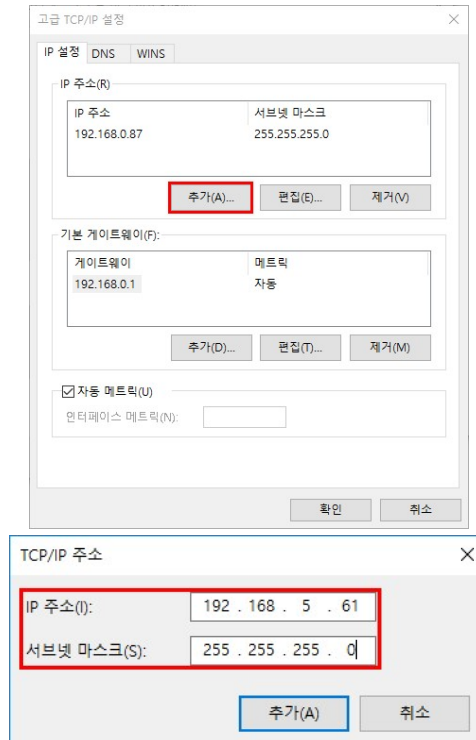 고급 TCP/IP 설정
IP 설정 DNS WINS
IP 주소(R)
IP 주소 서브넷 마스크
192.168.0.87 255.255.255.0
추가(A)... 편집(E)... 제거(V)
기본 게이트웨이(F):
게이트웨이 메트릭
192.168.0.1 자동
추가(D)... 편집(T)... 제거(M)
자동 메트릭(U)
인터페이스 메트릭(N):
확인 취소
TCP/IP 주소
IP 주소(I): 192 . 168 . 5 . 61
서브넷 마스크(S): 255 . 255 . 255 . 0
추가(A) 취소